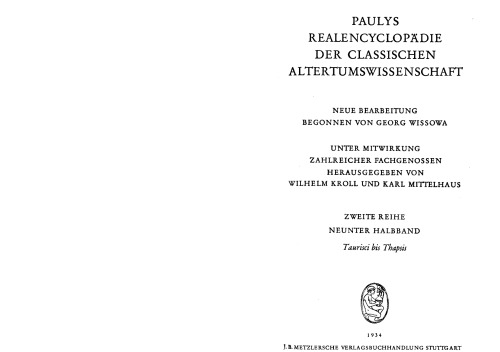 PAULYS
REALENCYCLOPÄDIE
DER CLASSISCHEN
ALTERTUMSWISSENSCHAFT
NEUE BEARBEITUNG
BEGONNEN VON GEORG WISSOWA
UNTER MITWIRKUNG
ZAHLREICHER FACHGENOSSEN
HERAUSGEGEBEN VON
WILHELM KROLL UND KARL MITTELHAUS
ZWEITE REIHE
NEUNTER HALBBAND
Taurisci bis Thapsis
1934
J. B. METZLERSCHE VERLAGSBUCHHANDLUNG STUTTGART